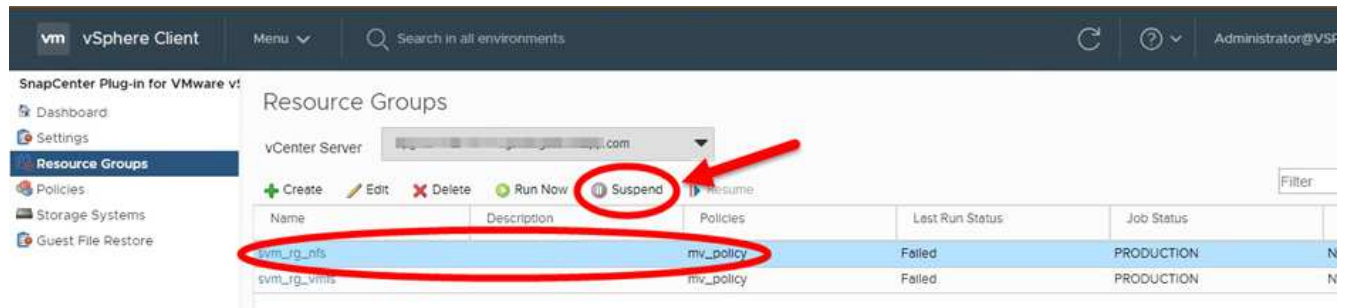 vm vSphere Client Menu Search in all environments Administrator@VSP
SnapCenter Plug-in for VMware vS
Dashboard
Settings
Resource Groups
Policies
Storage Systems
Guest File Restore
Resource Groups
vCenter Server .com
Create Edit Delete Run Now Suspend Resume
Filter
Name Description Policies Last Run Status Job Status
svm_rg_nfs mv_policy Failed PRODUCTION N
svm_rg_vmfs mv_policy Failed PRODUCTION N